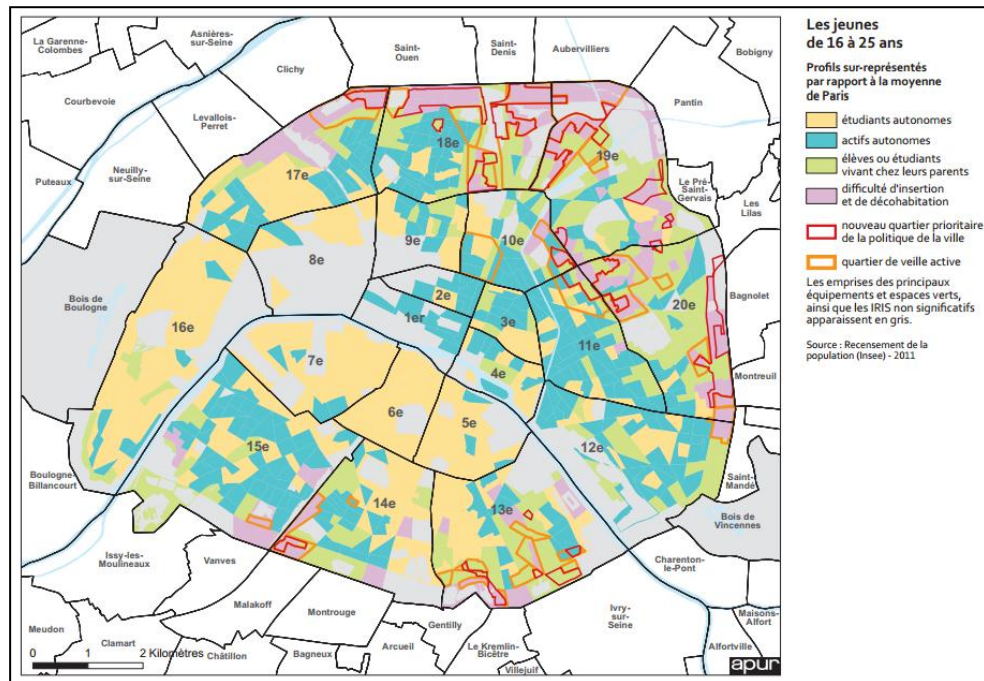 La Garenne-
Colombes
Asnières-
sur-Seine
Clichy
Saint-
Ouen
Saint-
Denis
Aubervilliers
Bobigny
Courbevoie
Levallois-
Perret
Pantin
Puteaux
Neuilly-
sur-Seine
Le Pré-
Saint-
Gervais
Les
Lilas
18e
19e
17e
9e
10e
8e
2e
1er
3e
20e
Bagnolet
Bois de
Boulogne
16e
7e
11e
4e
Montreuil
6e
5e
15e
12e
Boulogne-
Billancourt
14e
13e
Saint-
Mandé
Bois de
Vincennes
Issy-les-
Moulineaux
Vanves
Charenton-
le-Pont
Malakoff
Montrouge
Gentilly
Ivry-
sur-
Seine
Maisons-
Alfort
Meudon
Clamart
Châtillon
Bagneux
Arcueil
Le Kremlin-
Bicêtre
Villejuif
Alfortville
0 1 2 Kilomètres
apur
Les jeunes
de 16 à 25 ans
Profils sur-représentés
par rapport à la moyenne
de Paris
étudiants autonomes
actifs autonomes
élèves ou étudiants
vivant chez leurs parents
difficulté d'insertion
et de décohabitation
nouveau quartier prioritaire
de la politique de la ville
quartier de veille active
Les emprises des principaux
équipements et espaces verts,
ainsi que les IRIS non significatifs
apparaissent en gris.
Source : Recensement de la
population (Insee) - 2011